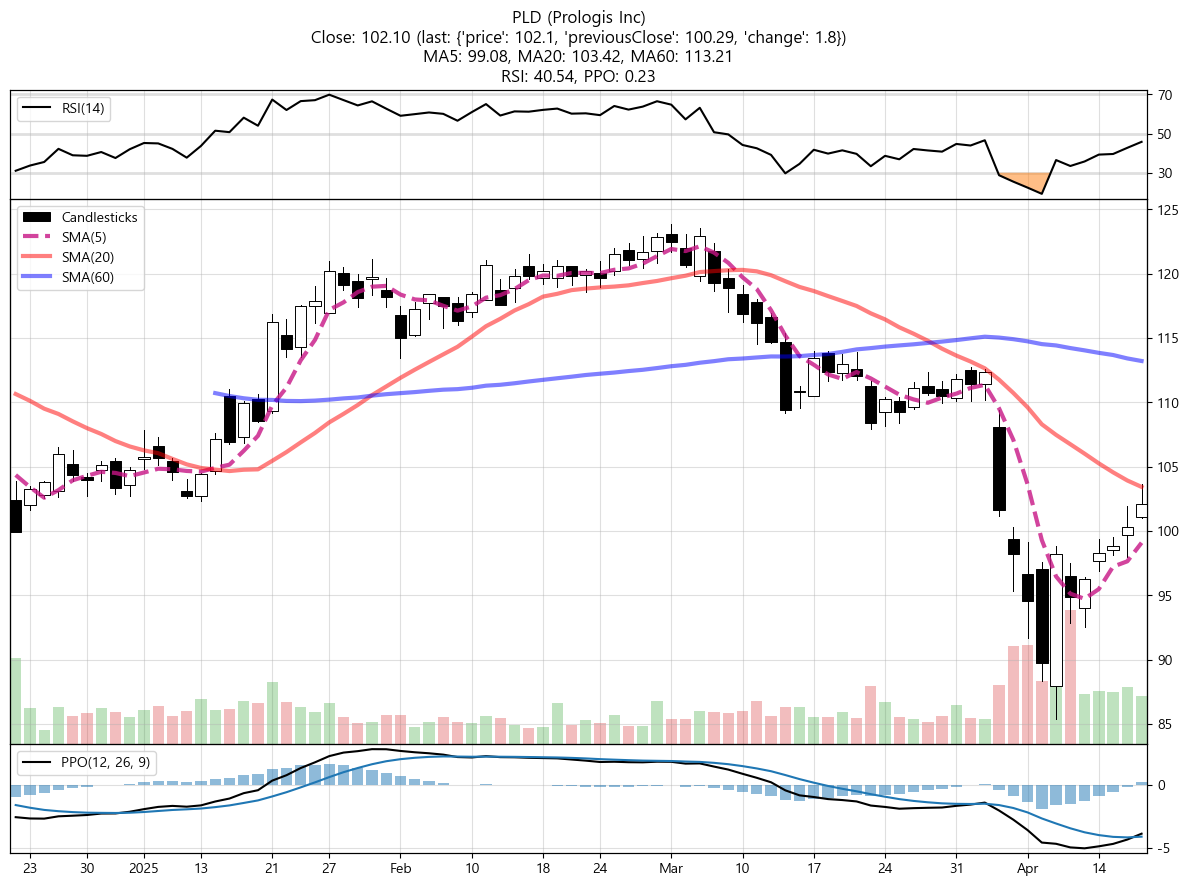 PLD (Prologis Inc)
Close: 102.10 (last: {'price': 102.1, 'previousClose': 100.29, 'change': 1.8})
MA5: 99.08, MA20: 103.42, MA60: 113.21
RSI: 40.54, PPO: 0.23
RSI(14)
70
50
30
Candlesticks
SMA(5)
SMA(20)
SMA(60)
125
120
115
110
105
100
95
90
85
PPO(12, 26, 9)
0
-5
23 30 2025 13 21 27 Feb 10 18 24 Mar 10 17 24 31 Apr 14